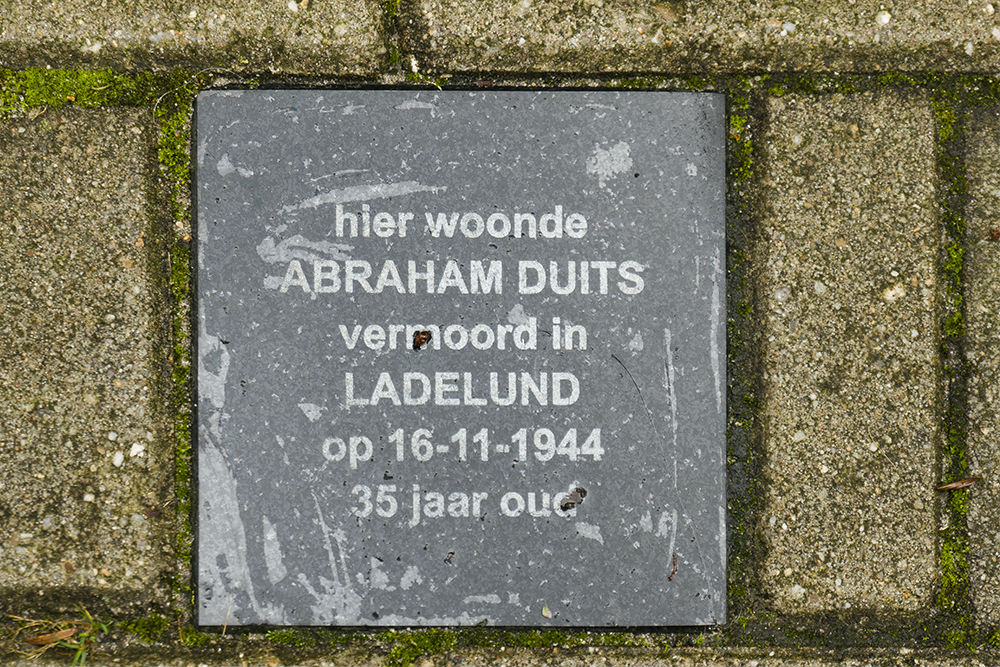 hier woonde
ABRAHAM DUITS
vermoord in
LADELUND
op 16-11-1944
35 jaar oud